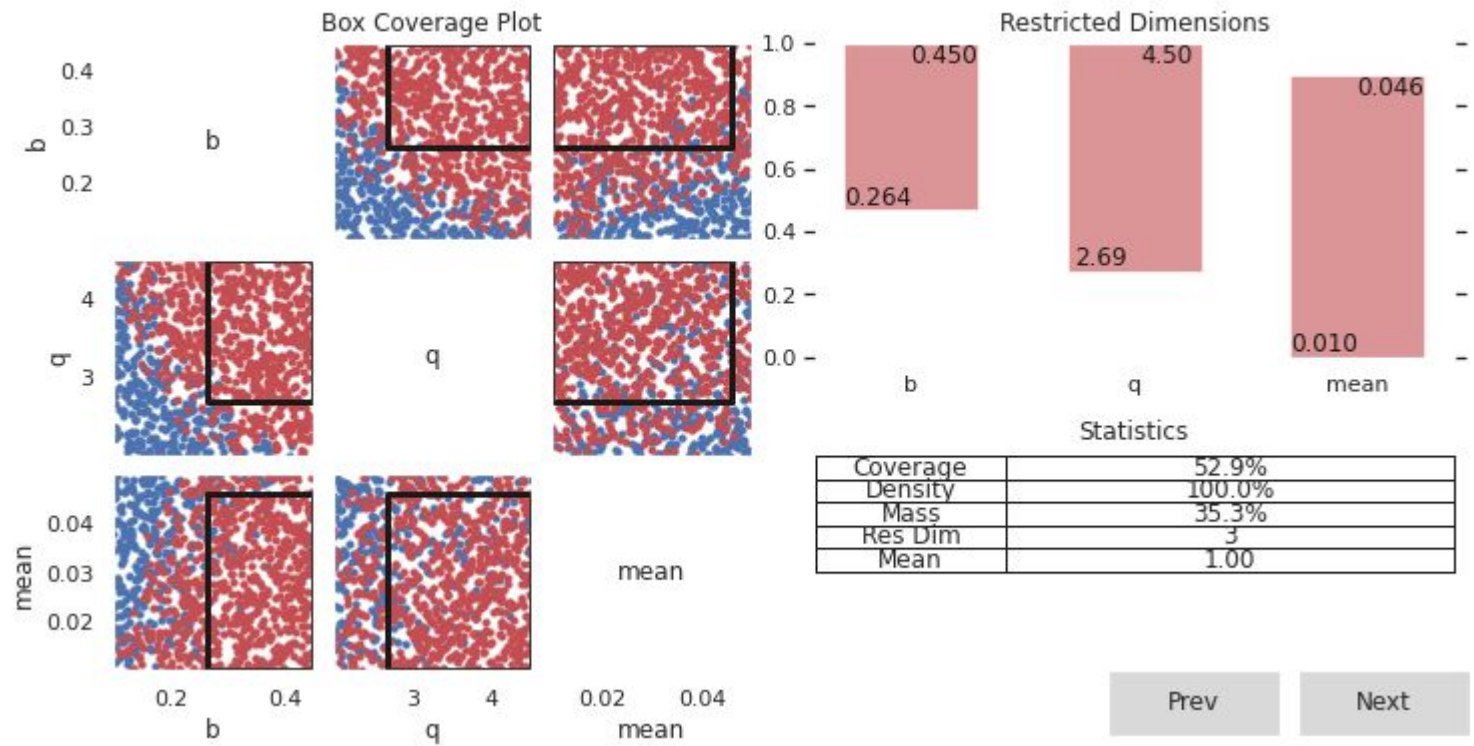 Box Coverage Plot
b
0.4
0.3
0.2
b
q
4
3
q
mean
0.04
0.03
0.02
mean
0.2 0.4
b
3 4
q
0.02 0.04
mean
Restricted Dimensions
1.0
0.8
0.6
0.4
0.2
0.0
0.450
0.264
4.50
2.69
0.046
0.010
b q mean
Statistics
Coverage 52.9%
Density 100.0%
Mass 35.3%
Res Dim 3
Mean 1.00
Prev Next